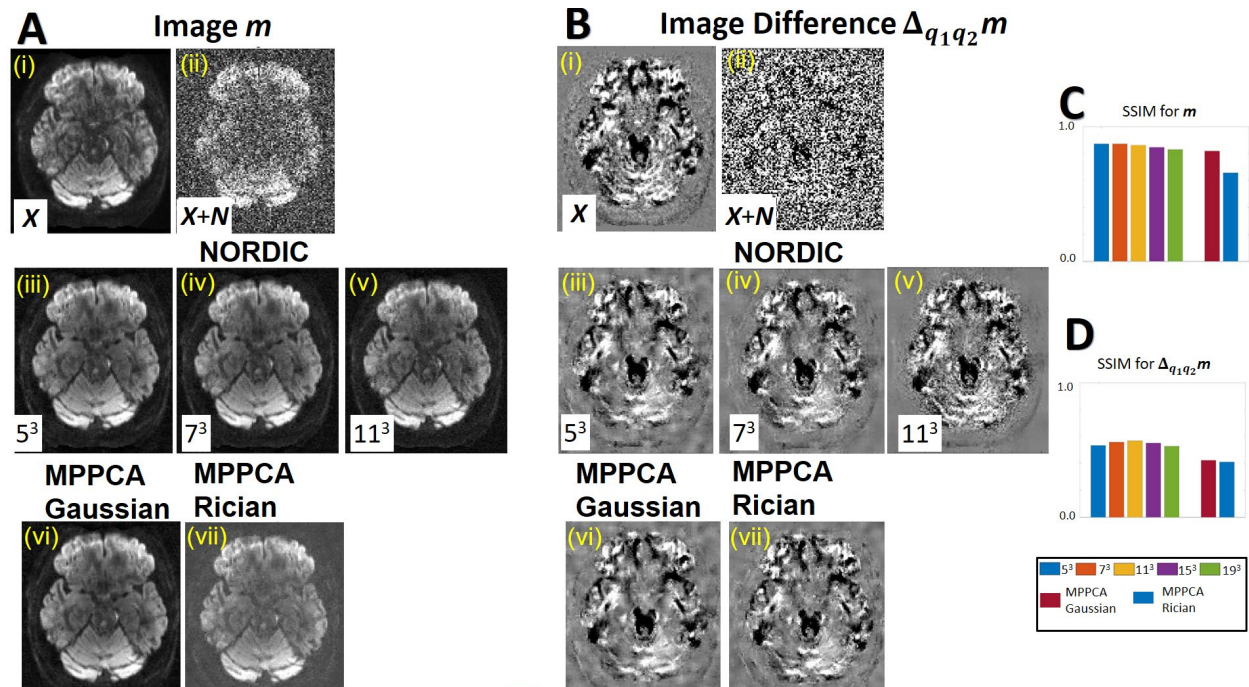 A
Image m
(i)
(ii)
X
X+N
NORDIC
(iii)
(iv)
(v)
5³
7³
11³
MPPCA
Gaussian
MPPCA
Rician
(vi)
(vii)
B
Image Difference Δq₁q₂m
(i)
(ii)
X
X+N
NORDIC
(iii)
(iv)
(v)
5³
7³
11³
MPPCA
Gaussian
MPPCA
Rician
(vi)
(vii)
C
SSIM for m
1.0
0.0
D
SSIM for Δq₁q₂m
1.0
0.0
5³ 7³ 11³ 15³ 19³
MPPCA
Gaussian
MPPCA
Rician